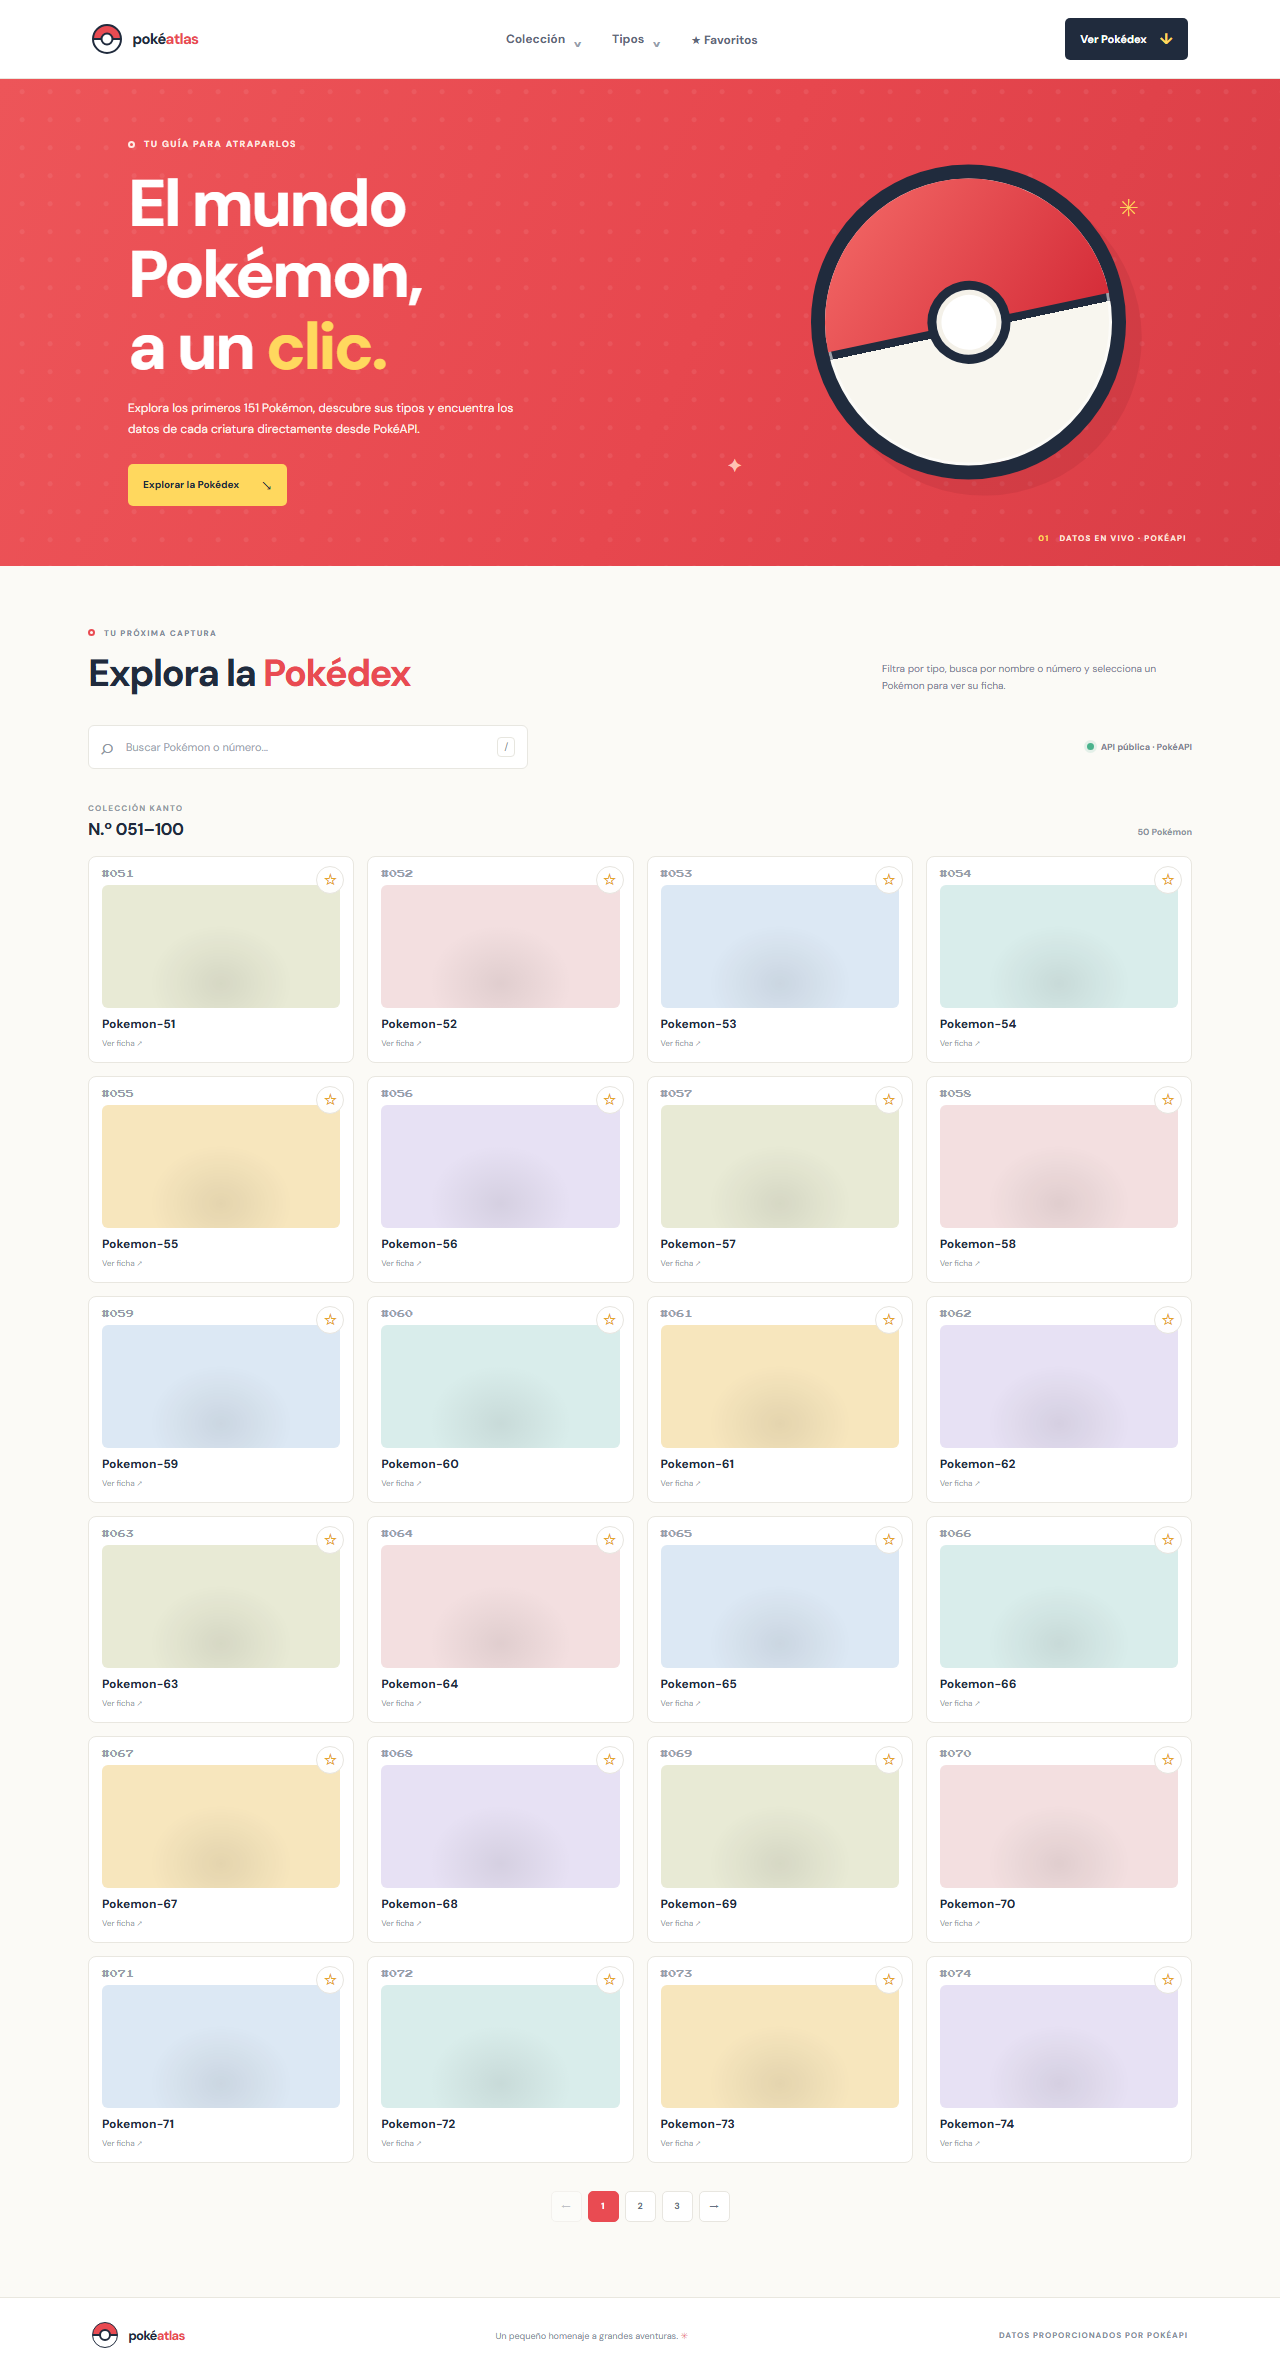 pokéatlas
Colección
Tipos
★ Favoritos
Ver Pokédex ↓
TU GUÍA PARA ATRAPARLOS
El mundo
Pokémon,
a un clic.
Explora los primeros 151 Pokémon, descubre sus tipos y encuentra los
datos de cada criatura directamente desde PokéAPI.
Explorar la Pokédex ↘
01 DATOS EN VIVO · POKÉAPI
TU PRÓXIMA CAPTURA
Explora la Pokédex
Filtra por tipo, busca por nombre o número y selecciona un
Pokémon para ver su ficha.
Buscar Pokémon o número...
/
API pública · PokéAPI
COLECCIÓN KANTO
N.º 051–100
50 Pokémon
#051 #052 #053 #054
Pokemon-51 Pokemon-52 Pokemon-53 Pokemon-54
Ver ficha ↗ Ver ficha ↗ Ver ficha ↗ Ver ficha ↗
#055 #056 #057 #058
Pokemon-55 Pokemon-56 Pokemon-57 Pokemon-58
Ver ficha ↗ Ver ficha ↗ Ver ficha ↗ Ver ficha ↗
#059 #060 #061 #062
Pokemon-59 Pokemon-60 Pokemon-61 Pokemon-62
Ver ficha ↗ Ver ficha ↗ Ver ficha ↗ Ver ficha ↗
#063 #064 #065 #066
Pokemon-63 Pokemon-64 Pokemon-65 Pokemon-66
Ver ficha ↗ Ver ficha ↗ Ver ficha ↗ Ver ficha ↗
#067 #068 #069 #070
Pokemon-67 Pokemon-68 Pokemon-69 Pokemon-70
Ver ficha ↗ Ver ficha ↗ Ver ficha ↗ Ver ficha ↗
#071 #072 #073 #074
Pokemon-71 Pokemon-72 Pokemon-73 Pokemon-74
Ver ficha ↗ Ver ficha ↗ Ver ficha ↗ Ver ficha ↗
← 1 2 3 →
pokéatlas
Un pequeño homenaje a grandes aventuras. ✳
DATOS PROPORCIONADOS POR POKÉAPI